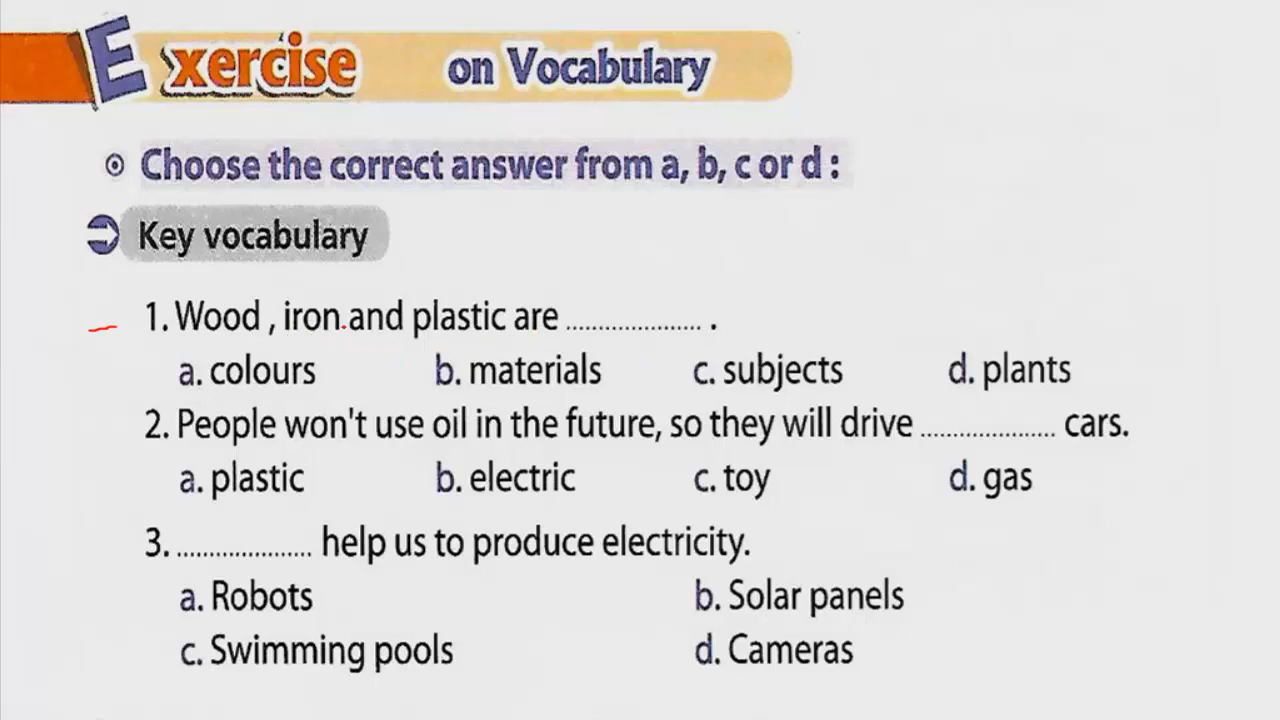 Exercise on Vocabulary
Choose the correct answer from a, b, c or d :
Key vocabulary
1. Wood , iron and plastic are ..................... .
a. colours b. materials c. subjects d. plants
2. People won't use oil in the future, so they will drive ..................... cars.
a. plastic b. electric c. toy d. gas
3. ..................... help us to produce electricity.
a. Robots b. Solar panels
c. Swimming pools d. Cameras